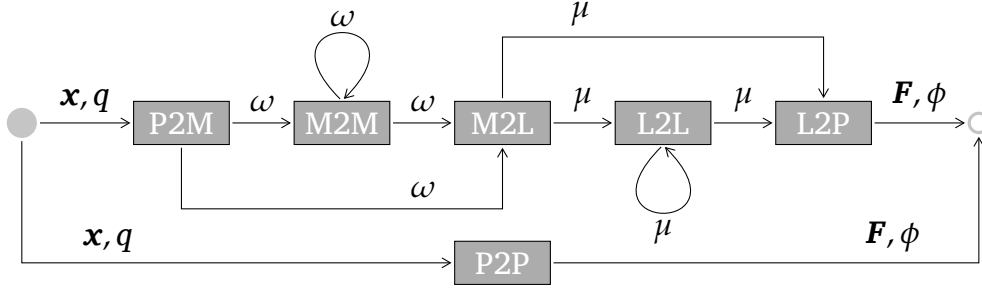 ω
μ
x, q
ω
ω
μ
μ
F, ϕ
P2M
M2M
M2L
L2L
L2P
ω
μ
x, q
F, ϕ
P2P